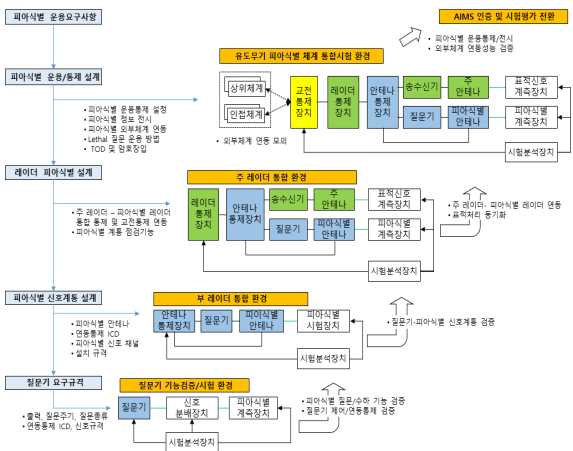 피아식별 운용요구사항
AIMS 인증 및 시험평가 전환
• 피아식별 운용통제/전시
• 외부체계 연동성능 검증
유도무기 피아식별 체계 통합시험 환경
피아식별 운용/통제 설계
• 피아식별 운용통제 설정
• 피아식별 정보 전시
• 피아식별 외부체계 연동
• Lethal 질문 운용 방법
• TOD 및 암호장입
상위체계
인접체계
• 외부체계 연동 모의
교전
통제
장치
레이더
통제
장치
안테나
통제
장치
송수신기
주
안테나
표적신호
계측장치
질문기
피아식별
안테나
피아식별
계측장치
시험분석장치
레이더 피아식별 설계
• 주 레이더 – 피아식별 레이더
통합 통제 및 교전통제 연동
• 피아식별 계통 점검기능
주 레이더 통합 환경
레이더
통제
장치
안테나
통제장치
송수신기
주
안테나
표적신호
계측장치
질문기
피아식별
안테나
피아식별
계측장치
시험분석장치
• 주 레이더- 피아식별 레이더 연동
• 표적처리 동기화
피아식별 신호계통 설계
• 피아식별 안테나
• 연동통제 ICD
• 피아식별 신호 채널
• 설치 규격
부 레이더 통합 환경
안테나
통제장치
질문기
피이식별
안테나
피아식별
시험장치
시험분석장치
• 질문기-피아식별 신호계통 검증
질문기 요구규격
• 출력, 질문주기, 질문종류
• 연동통제 ICD, 신호규격
질문기 기능검증/시험 환경
질문기
신호
분배장치
피아식별
계측장치
시험분석장치
• 피아식별 질문/수하 기능 검증
• 질문기 제어/연동통제 검증